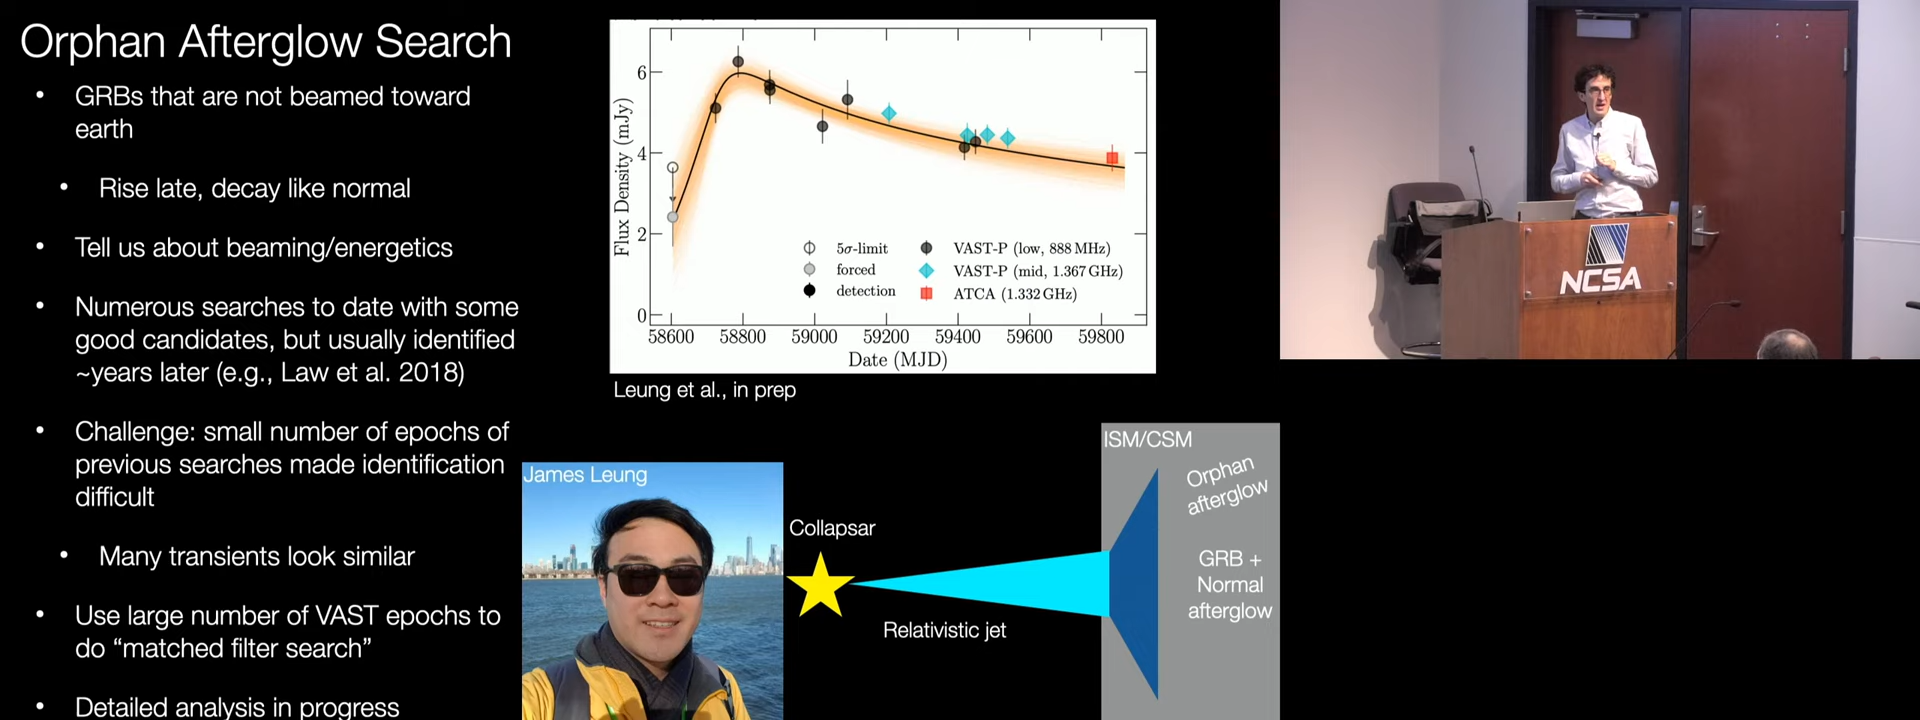 Orphan Afterglow Search
• GRBs that are not beamed toward
earth
• Rise late, decay like normal
• Tell us about beaming/energetics
• Numerous searches to date with some
good candidates, but usually identified
~years later (e.g., Law et al. 2018)
• Challenge: small number of epochs of
previous searches made identification
difficult
• Many transients look similar
• Use large number of VAST epochs to
do “matched filter search”
• Detailed analysis in progress
Flux Density (mJy)
6
4
2
0
5σ-limit
forced
detection
VAST-P (low, 888 MHz)
VAST-P (mid, 1.367 GHz)
ATCA (1.332 GHz)
58600 58800 59000 59200 59400 59600 59800
Date (MJD)
Leung et al., in prep
James Leung
Collapsar
Relativistic jet
ISM/CSM
Orphan
afterglow
GRB +
Normal
afterglow
NCSA